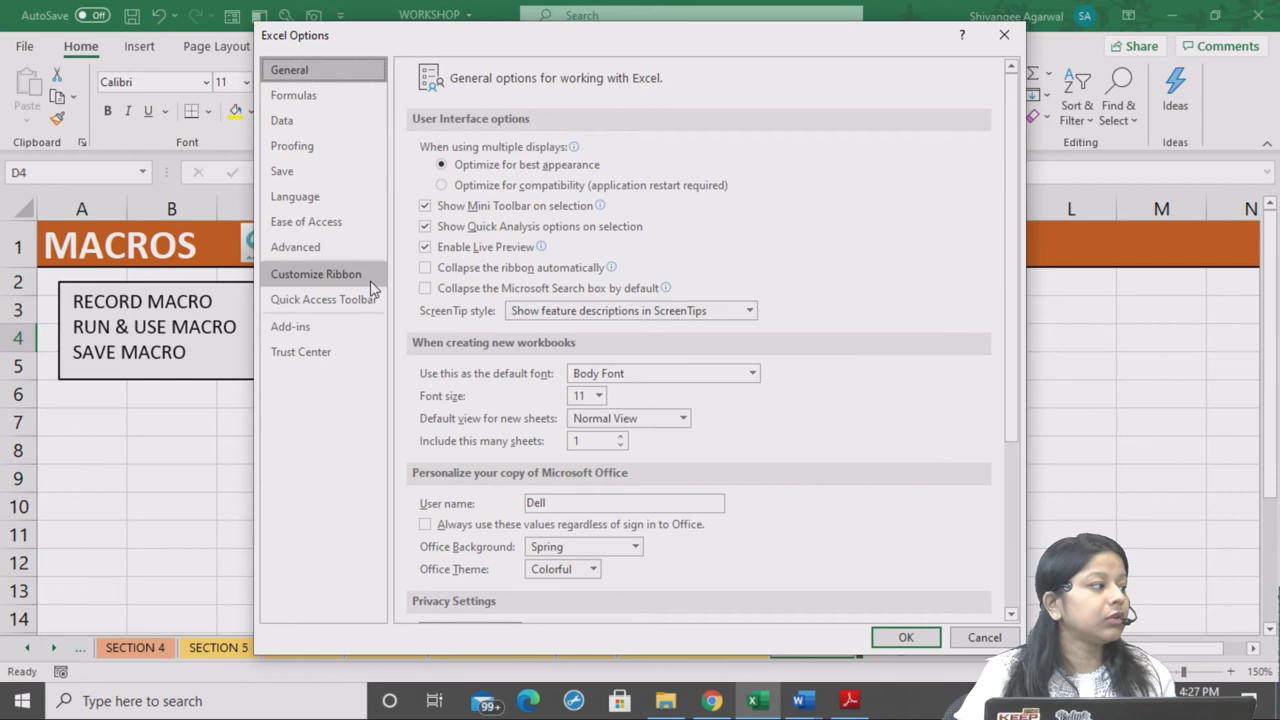 AutoSave Off WORKSHOP Search Shivangee Agarwal SA
File Home Insert Page Layout Share Comments
Paste Calibri 11 B I U Sort & Filter Find & Select Ideas
Clipboard Font Editing Ideas
D4
A B L M N
1 MACROS
2
3
4
5
6
7
8
9
10
11
12
13
14
RECORD MACRO
RUN & USE MACRO
SAVE MACRO
Excel Options ?
General
Formulas
Data
Proofing
Save
Language
Ease of Access
Advanced
Customize Ribbon
Quick Access Toolbar
Add-ins
Trust Center
General options for working with Excel.
User Interface options
When using multiple displays:
Optimize for best appearance
Optimize for compatibility (application restart required)
Show Mini Toolbar on selection
Show Quick Analysis options on selection
Enable Live Preview
Collapse the ribbon automatically
Collapse the Microsoft Search box by default
ScreenTip style: Show feature descriptions in ScreenTips
When creating new workbooks
Use this as the default font: Body Font
Font size: 11
Default view for new sheets: Normal View
Include this many sheets: 1
Personalize your copy of Microsoft Office
User name: Dell
Always use these values regardless of sign in to Office.
Office Background: Spring
Office Theme: Colorful
Privacy Settings
OK Cancel
... SECTION 4 SECTION 5
Ready 150%
Type here to search 99+ 4:27 PM
KEEP